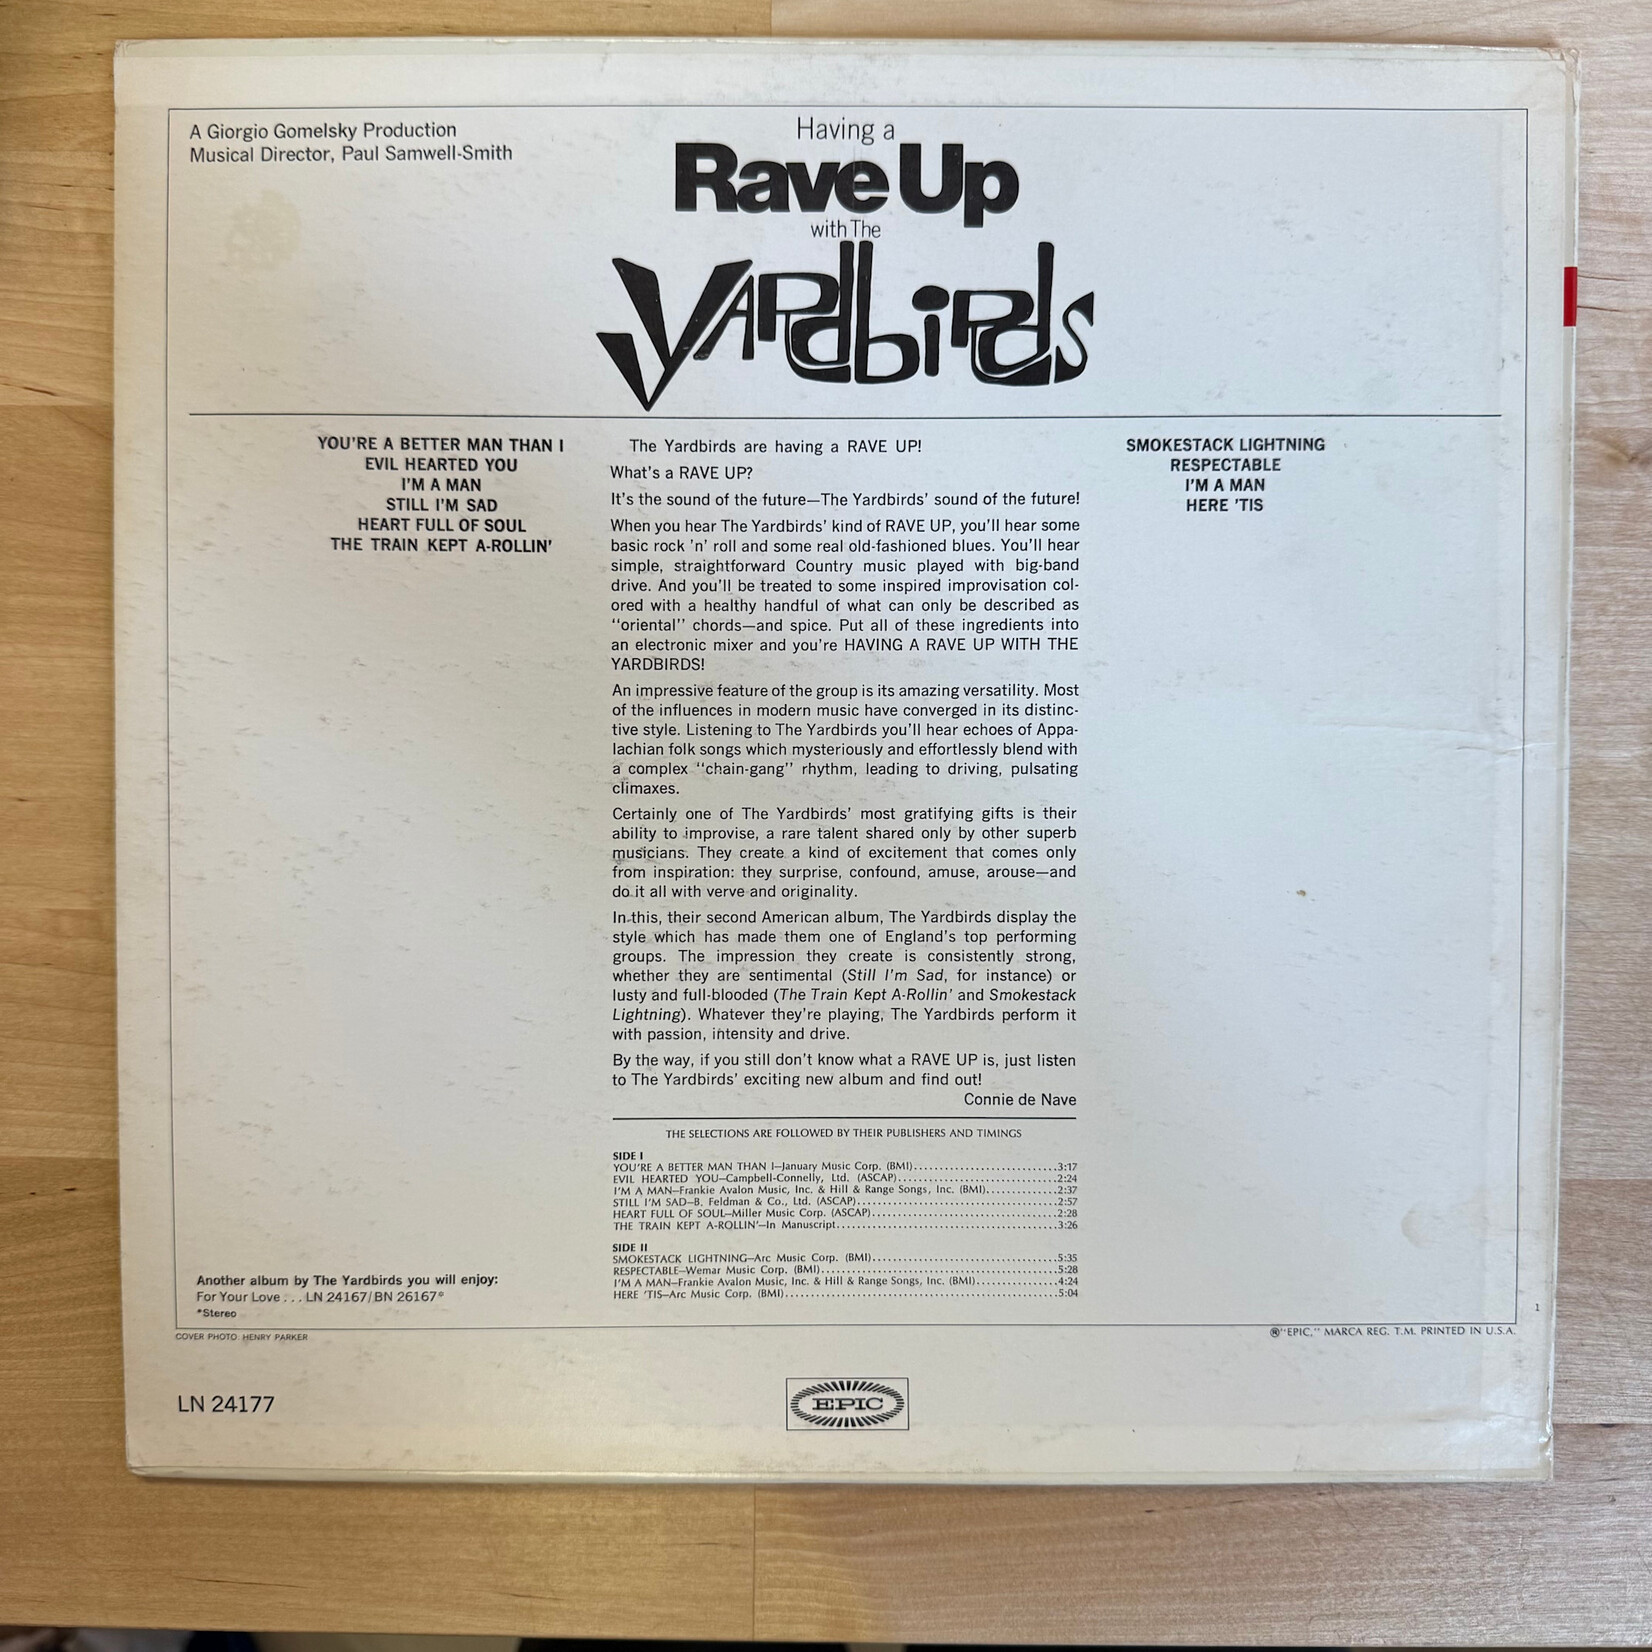 A Giorgio Gomelsky Production
Musical Director, Paul Samwell-Smith
Having a
Rave Up
with The
Yardbirds
YOU'RE A BETTER MAN THAN I
EVIL HEARTED YOU
I'M A MAN
STILL I'M SAD
HEART FULL OF SOUL
THE TRAIN KEPT A-ROLLIN'
The Yardbirds are having a RAVE UP!
What's a RAVE UP?
It's the sound of the future—The Yardbirds' sound of the future!
When you hear The Yardbirds' kind of RAVE UP, you'll hear some
basic rock 'n' roll and some real old-fashioned blues. You'll hear
simple, straightforward Country music played with big-band
drive. And you'll be treated to some inspired improvisation col-
ored with a healthy handful of what can only be described as
"oriental" chords—and spice. Put all of these ingredients into
an electronic mixer and you're HAVING A RAVE UP WITH THE
YARDBIRDS!
An impressive feature of the group is its amazing versatility. Most
of the influences in modern music have converged in its distinc-
tive style. Listening to The Yardbirds you'll hear echoes of Appa-
lachian folk songs which mysteriously and effortlessly blend with
a complex "chain-gang" rhythm, leading to driving, pulsating
climaxes.
Certainly one of The Yardbirds' most gratifying gifts is their
ability to improvise, a rare talent shared only by other superb
musicians. They create a kind of excitement that comes only
from inspiration: they surprise, confound, amuse, arouse—and
do it all with verve and originality.
In this, their second American album, The Yardbirds display the
style which has made them one of England's top performing
groups. The impression they create is consistently strong,
whether they are sentimental (Still I'm Sad, for instance) or
lusty and full-blooded (The Train Kept A-Rollin' and Smokestack
Lightning). Whatever they're playing, The Yardbirds perform it
with passion, intensity and drive.
By the way, if you still don't know what a RAVE UP is, just listen
to The Yardbirds' exciting new album and find out!
Connie de Nave
SMOKESTACK LIGHTNING
RESPECTABLE
I'M A MAN
HERE 'TIS
THE SELECTIONS ARE FOLLOWED BY THEIR PUBLISHERS AND TIMINGS
SIDE I
YOU'RE A BETTER MAN THAN I—January Music Corp. (BMI)...........................3:17
EVIL HEARTED YOU—Campbell-Connelly, Ltd. (ASCAP)..............................2:24
I'M A MAN—Frankie Avalon Music, Inc. & Hill & Range Songs, Inc. (BMI).............2:37
STILL I'M SAD—B. Feldman & Co., Ltd. (ASCAP).....................................2:57
HEART FULL OF SOUL—Miller Music Corp. (ASCAP)...................................2:28
THE TRAIN KEPT A-ROLLIN'—In Manuscript.........................................3:26
SIDE II
SMOKESTACK LIGHTNING—Arc Music Corp. (BMI)...................................5:35
RESPECTABLE—Wemar Music Corp. (BMI)............................................5:28
I'M A MAN—Frankie Avalon Music, Inc. & Hill & Range Songs, Inc. (BMI)...............4:24
HERE 'TIS—Arc Music Corp. (BMI)...................................................5:04
Another album by The Yardbirds you will enjoy:
For Your Love . . . LN 24167/BN 26167*
*Stereo
1
COVER PHOTO: HENRY PARKER
®"EPIC," MARCA REG. T.M. PRINTED IN U.S.A.
LN 24177
EPIC